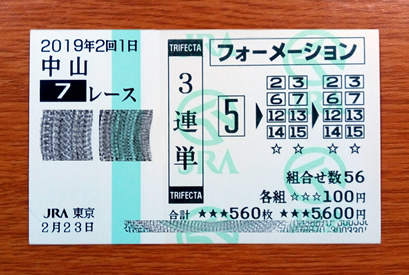 2019年2回1日
中山
7 レース
JRA 東京
2月23日
TRIFECTA
3連単
TRIFECTA
フォーメーション
5
2 3
6 7
12 13
14 15
☆ ☆
2 3
6 7
12 13
14 15
☆ ☆
組合せ数56
各組 ☆☆☆100円
合計 ★★★560枚 ★★★5600円
JRA
JRA